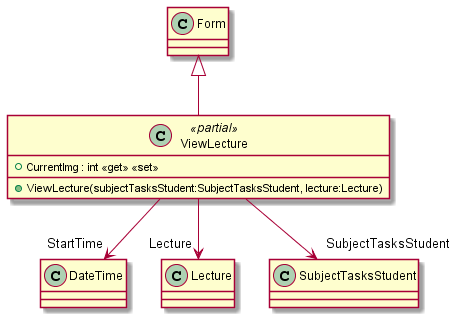 C Form
«partial»
C ViewLecture
CurrentImg : int «get» «set»
ViewLecture(subjectTasksStudent:SubjectTasksStudent, lecture:Lecture)
StartTime
Lecture
SubjectTasksStudent
C DateTime
C Lecture
C SubjectTasksStudent